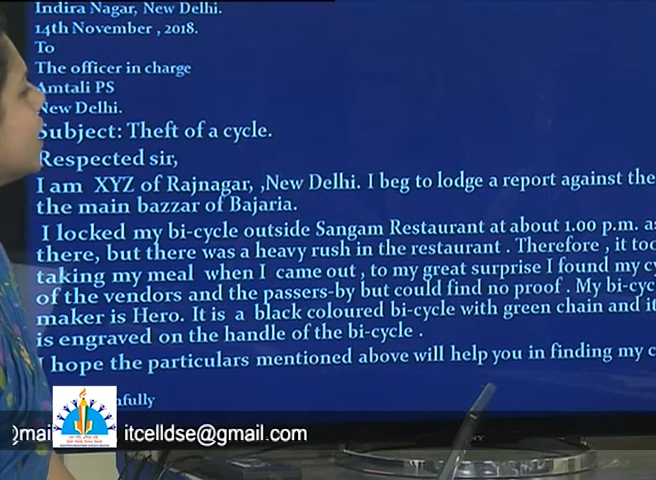 Indira Nagar, New Delhi.
14th November , 2018.
To
The officer in charge
Amtali PS
New Delhi.
Subject: Theft of a cycle.
Respected sir,
I am XYZ of Rajnagar, ,New Delhi. I beg to lodge a report against the
the main bazzar of Bajaria.
I locked my bi-cycle outside Sangam Restaurant at about 1.00 p.m. as
there, but there was a heavy rush in the restaurant . Therefore , it too
taking my meal when I came out , to my great surprise I found my cy
of the vendors and the passers-by but could find no proof . My bi-cyc
maker is Hero. It is a black coloured bi-cycle with green chain and it
is engraved on the handle of the bi-cycle .
I hope the particulars mentioned above will help you in finding my c
hfully
itcelldse@gmail.com